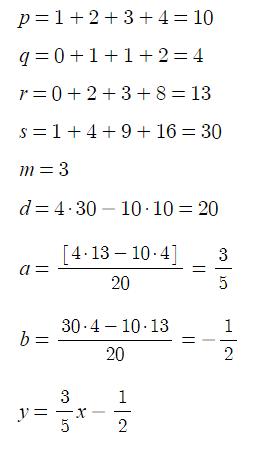 p = 1 + 2 + 3 + 4 = 10
q = 0 + 1 + 1 + 2 = 4
r = 0 + 2 + 3 + 8 = 13
s = 1 + 4 + 9 + 16 = 30
m = 3
d = 4·30 − 10·10 = 20
a = [4·13 − 10·4] / 20 = 3/5
b = 30·4 − 10·13 / 20 = − 1/2
y = 3/5 x − 1/2